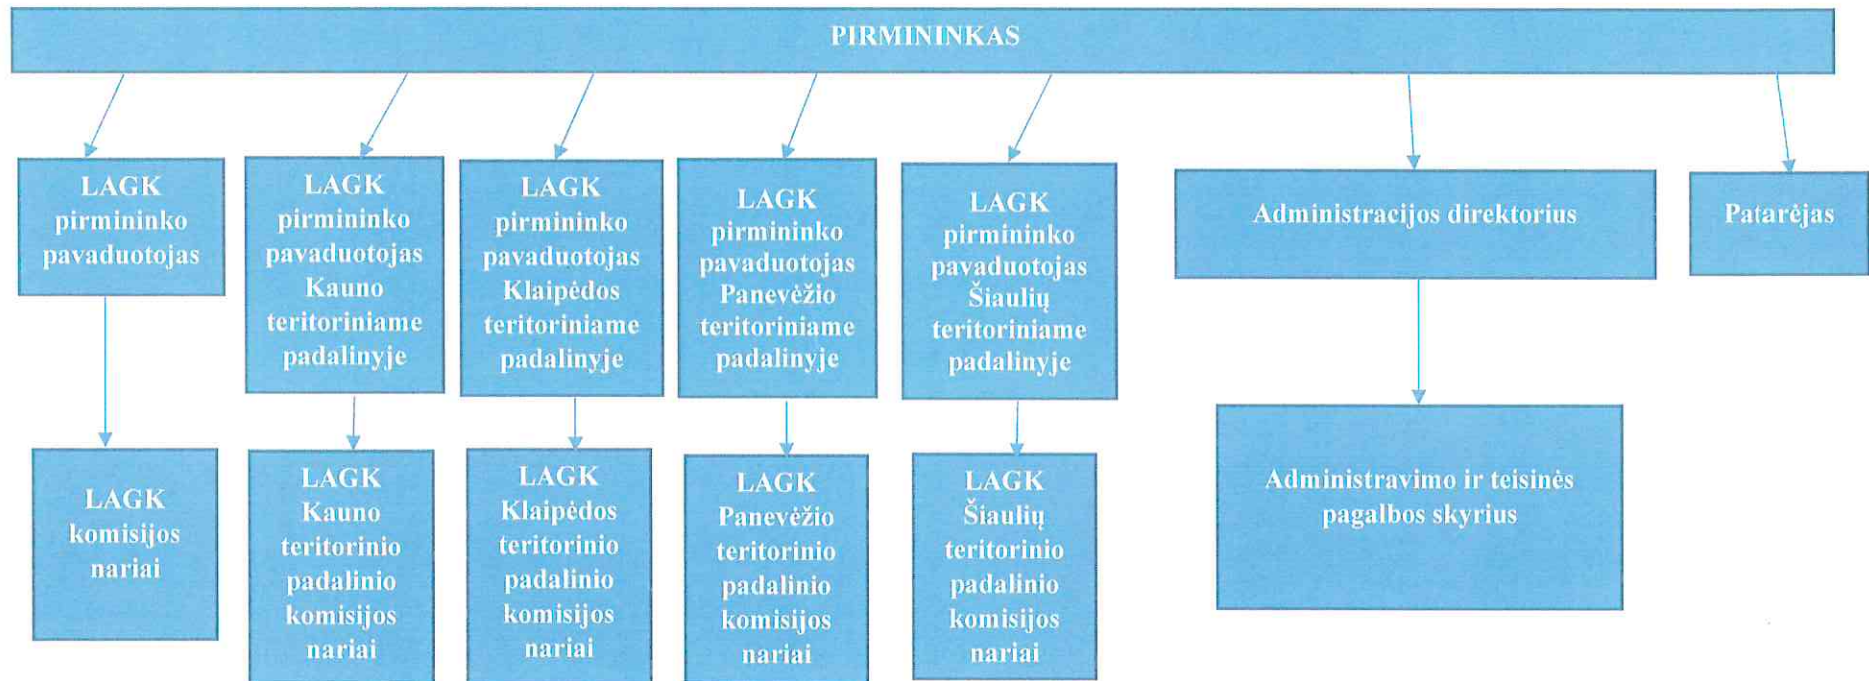 PIRMININKAS
LAGK
pirmininko
pavaduotojas
LAGK
pirmininko
pavaduotojas
Kauno
teritoriniame
padalinyje
LAGK
pirmininko
pavaduotojas
Klaipėdos
teritoriniame
padalinyje
LAGK
pirmininko
pavaduotojas
Panevėžio
teritoriniame
padalinyje
LAGK
pirmininko
pavaduotojas
Šiaulių
teritoriniame
padalinyje
Administracijos direktorius
Patarėjas
LAGK
komisijos
nariai
LAGK
Kauno
teritorinio
padalinio
komisijos
nariai
LAGK
Klaipėdos
teritorinio
padalinio
komisijos
nariai
LAGK
Panevėžio
teritorinio
padalinio
komisijos
nariai
LAGK
Šiaulių
teritorinio
padalinio
komisijos
nariai
Administravimo ir teisinės
pagalbos skyrius